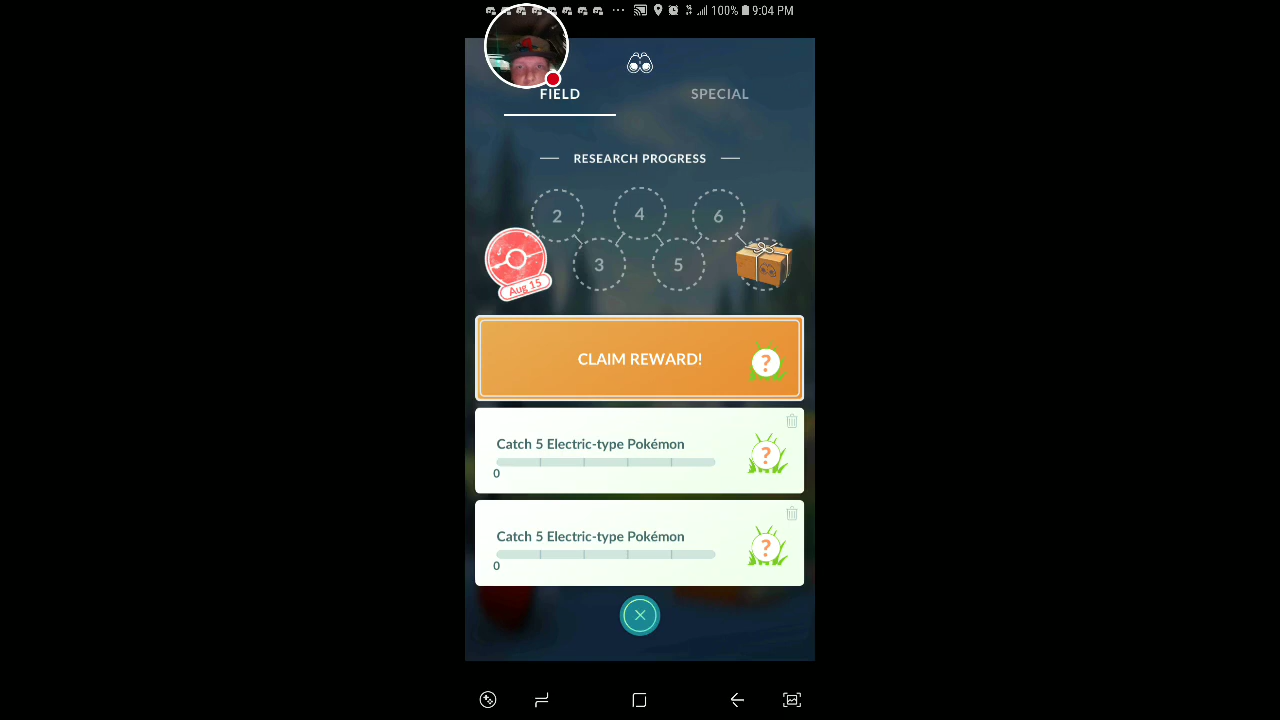 100% 9:04 PM
FIELD SPECIAL
RESEARCH PROGRESS
2 4 6
3 5
Aug 15
CLAIM REWARD! ?
Catch 5 Electric-type Pokémon ?
0
Catch 5 Electric-type Pokémon ?
0